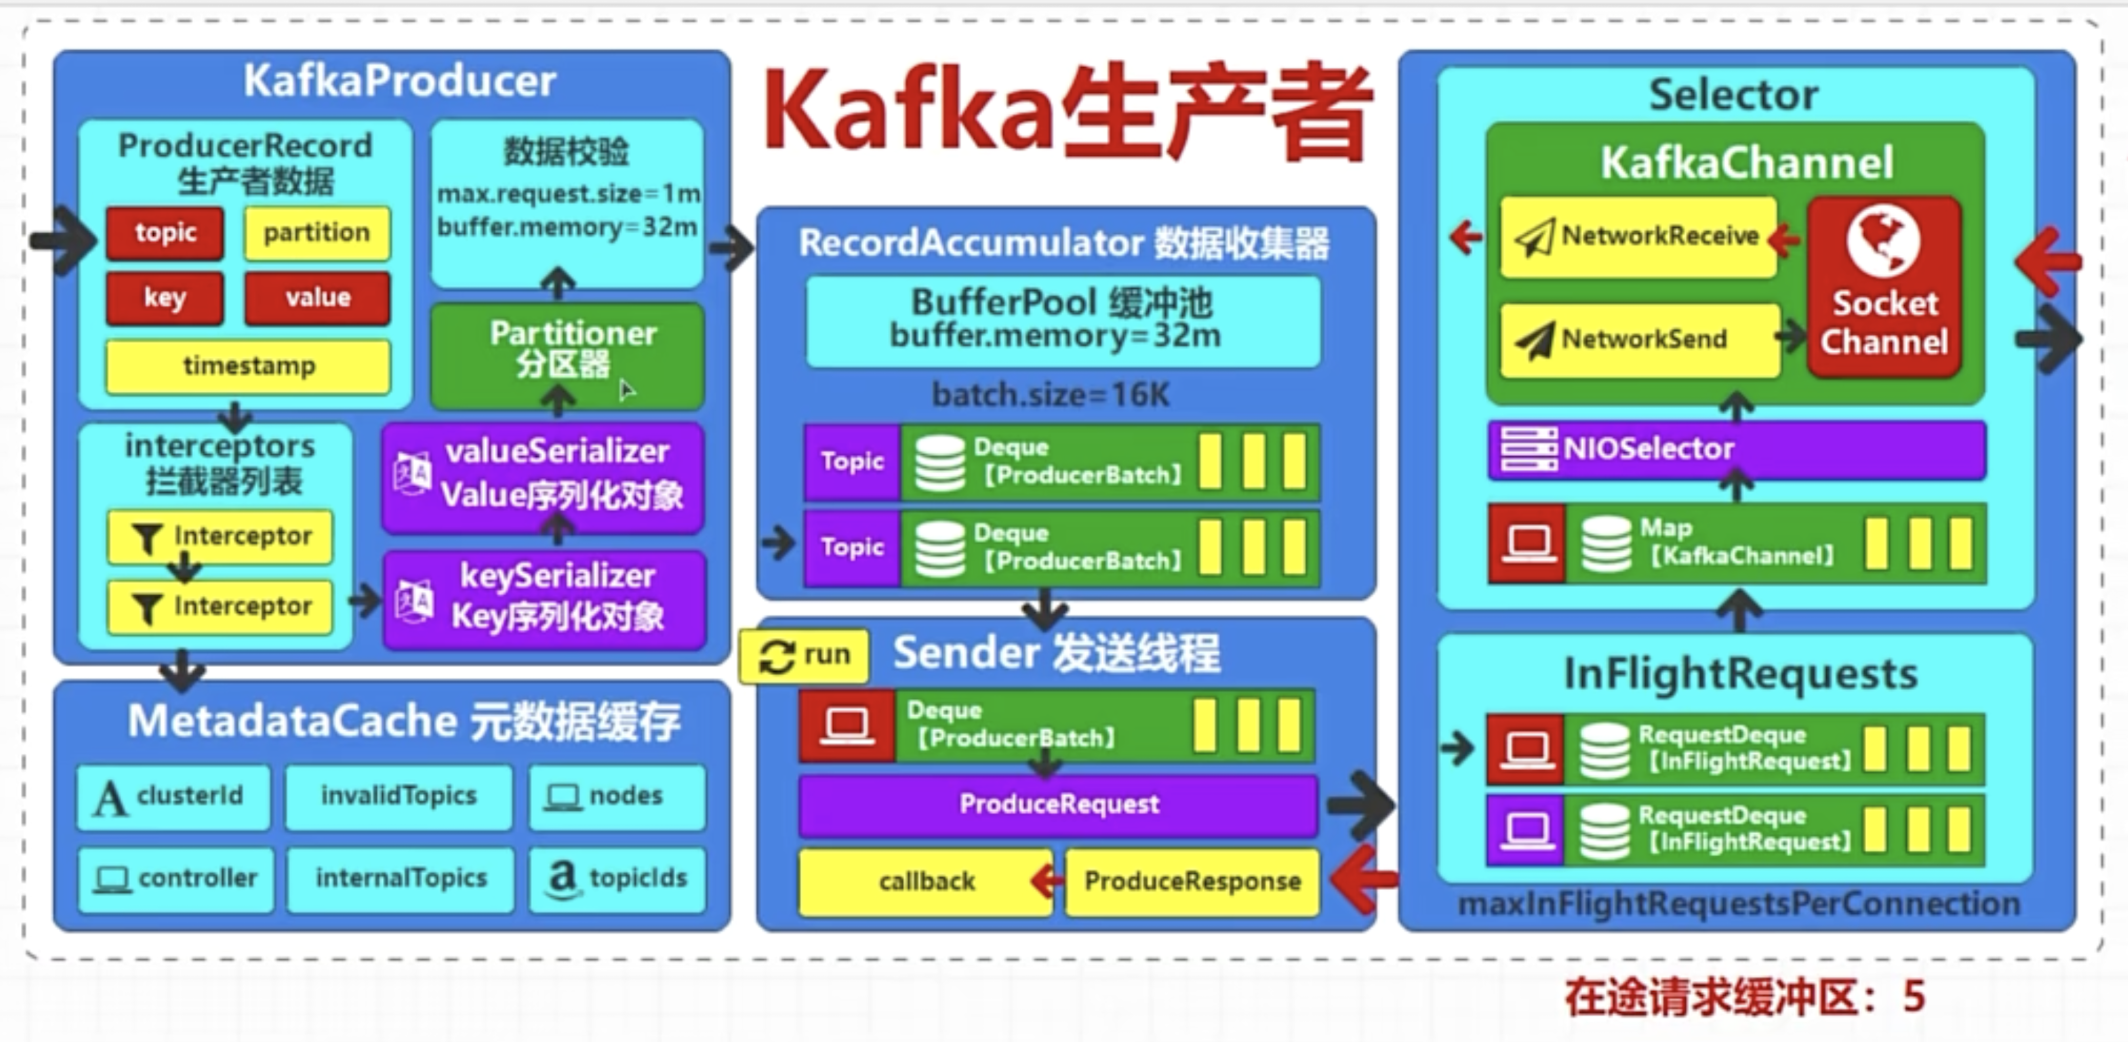 KafkaProducer
ProducerRecord
生产者数据
topic
partition
key
value
timestamp
interceptors
拦截器列表
Interceptor
Interceptor
数据校验
max.request.size=1m
buffer.memory=32m
Partitioner
分区器
valueSerializer
Value序列化对象
keySerializer
Key序列化对象
MetadataCache 元数据缓存
clusterId
invalidTopics
nodes
controller
internalTopics
topicIds
Kafka生产者
RecordAccumulator 数据收集器
BufferPool 缓冲池
buffer.memory=32m
batch.size=16K
Topic
Deque
【ProducerBatch】
Topic
Deque
【ProducerBatch】
run
Sender 发送线程
Deque
【ProducerBatch】
ProduceRequest
callback
ProduceResponse
Selector
KafkaChannel
NetworkReceive
NetworkSend
Socket
Channel
NIOSelector
Map
【KafkaChannel】
InFlightRequests
RequestDeque
【InFlightRequest】
RequestDeque
【InFlightRequest】
maxInFlightRequestsPerConnection
在途请求缓冲区：5